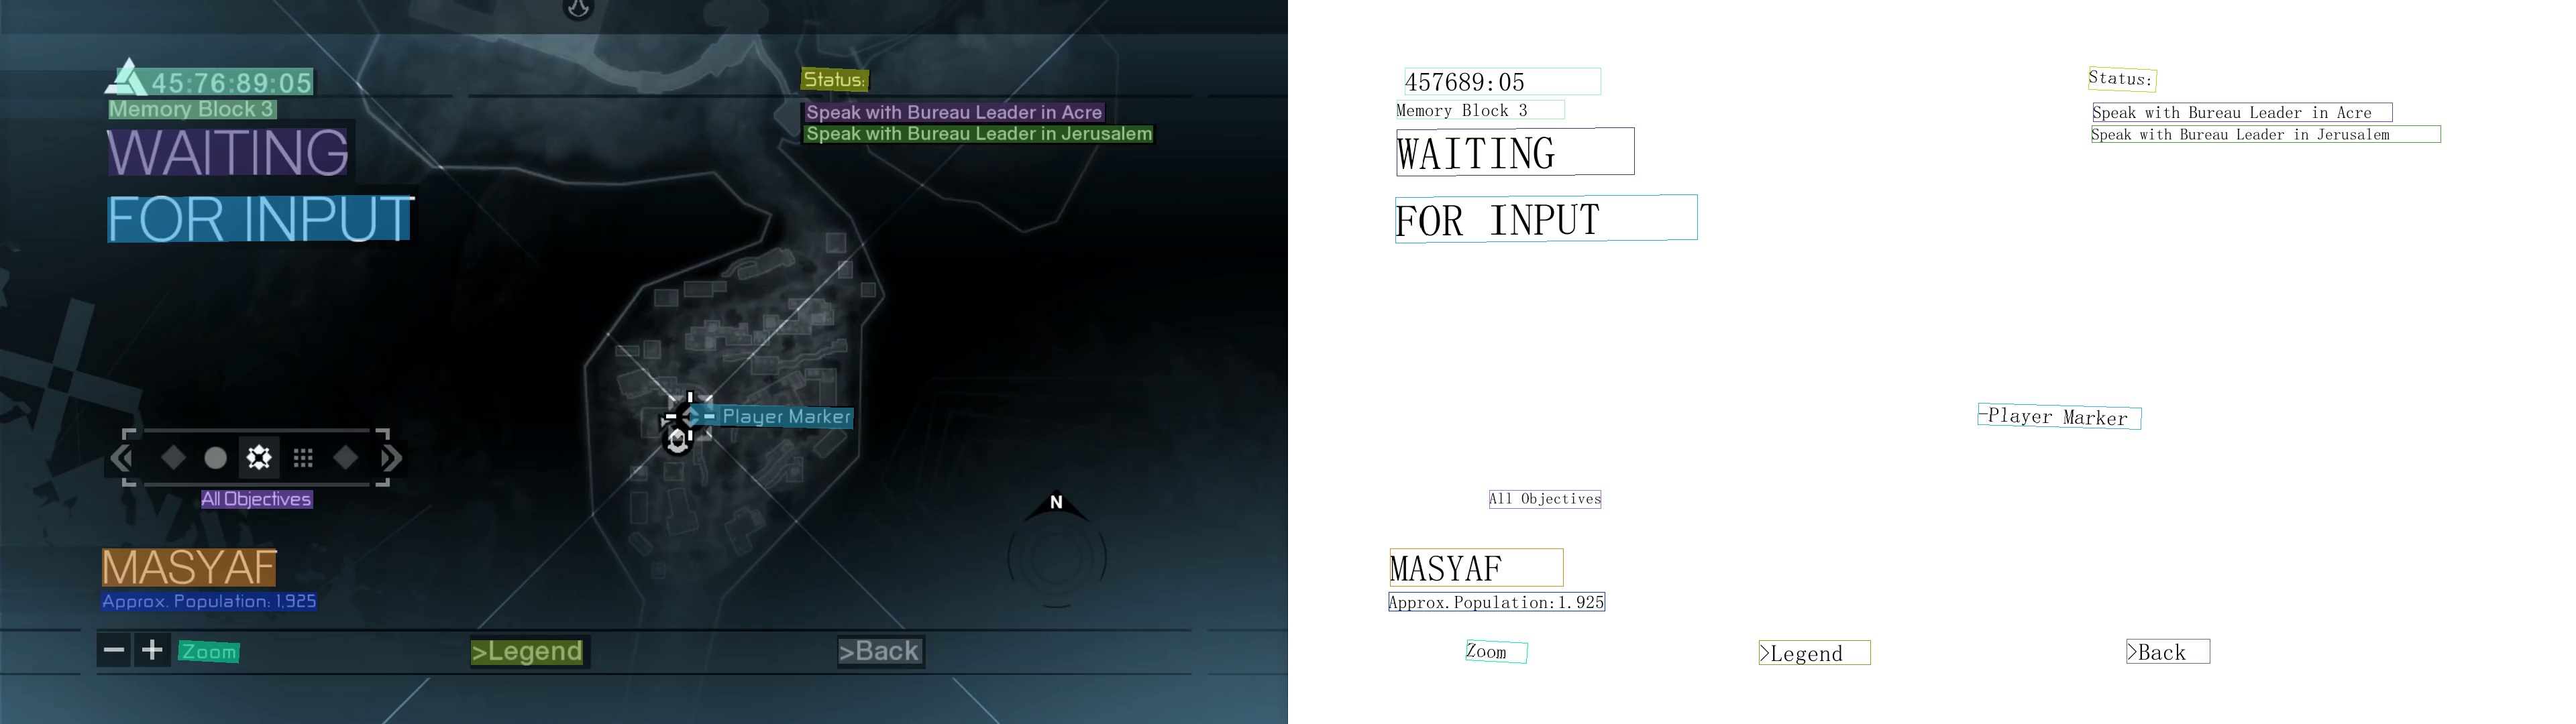 45:76:89:05
Memory Block 3
WAITING
FOR INPUT
Status:
Speak with Bureau Leader in Acre
Speak with Bureau Leader in Jerusalem
Player Marker
All Objectives
N
MASYAF
Approx. Population: 1,925
Zoom
>Legend
>Back
457689:05
Memory Block 3
WAITING
FOR INPUT
Status:
Speak with Bureau Leader in Acre
Speak with Bureau Leader in Jerusalem
-Player Marker
All Objectives
MASYAF
Approx.Population:1.925
Zoom
>Legend
>Back